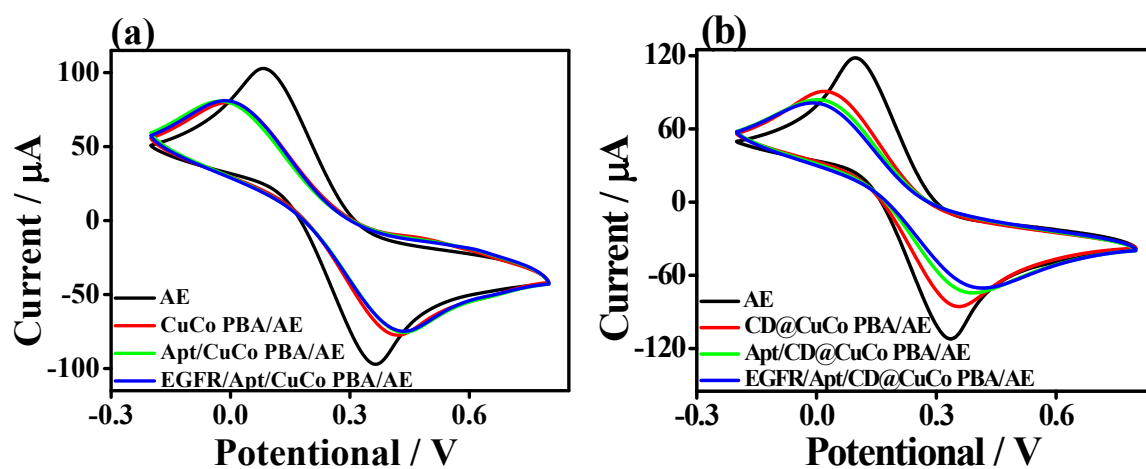 (a)
Current / μA
100
50
0
-50
-100
AE
CuCo PBA/AE
Apt/CuCo PBA/AE
EGFR/Apt/CuCo PBA/AE
-0.3
0.0
0.3
0.6
Potentional / V
(b)
Current / μA
120
60
0
-60
-120
AE
CD@CuCo PBA/AE
Apt/CD@CuCo PBA/AE
EGFR/Apt/CD@CuCo PBA/AE
-0.3
0.0
0.3
0.6
Potentional / V